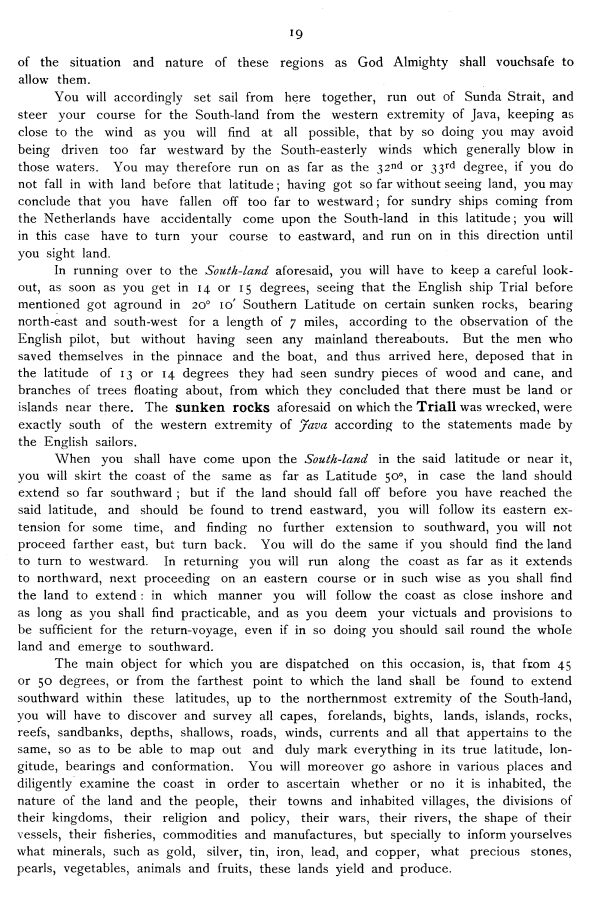 19
of the situation and nature of these regions as God Almighty shall vouchsafe to
allow them.
You will accordingly set sail from here together, run out of Sunda Strait, and
steer your course for the South-land from the western extremity of Java, keeping as
close to the wind as you will find at all possible, that by so doing you may avoid
being driven too far westward by the South-easterly winds which generally blow in
those waters. You may therefore run on as far as the 32nd or 33rd degree, if you do
not fall in with land before that latitude; having got so far without seeing land, you may
conclude that you have fallen off too far to westward; for sundry ships coming from
the Netherlands have accidentally come upon the South-land in this latitude; you will
in this case have to turn your course to eastward, and run on in this direction until
you sight land.
In running over to the South-land aforesaid, you will have to keep a careful look-
out, as soon as you get in 14 or 15 degrees, seeing that the English ship Trial before
mentioned got aground in 20° 10′ Southern Latitude on certain sunken rocks, bearing
north-east and south-west for a length of 7 miles, according to the observation of the
English pilot, but without having seen any mainland thereabouts. But the men who
saved themselves in the pinnace and the boat, and thus arrived here, deposed that in
the latitude of 13 or 14 degrees they had seen sundry pieces of wood and cane, and
branches of trees floating about, from which they concluded that there must be land or
islands near there. The sunken rocks aforesaid on which the Triall was wrecked, were
exactly south of the western extremity of Java according to the statements made by
the English sailors.
When you shall have come upon the South-land in the said latitude or near it,
you will skirt the coast of the same as far as Latitude 50°, in case the land should
extend so far southward; but if the land should fall off before you have reached the
said latitude, and should be found to trend eastward, you will follow its eastern ex-
tension for some time, and finding no further extension to southward, you will not
proceed farther east, but turn back. You will do the same if you should find the land
to turn to westward. In returning you will run along the coast as far as it extends
to northward, next proceeding on an eastern course or in such wise as you shall find
the land to extend: in which manner you will follow the coast as close inshore and
as long as you shall find practicable, and as you deem your victuals and provisions to
be sufficient for the return-voyage, even if in so doing you should sail round the whole
land and emerge to southward.
The main object for which you are dispatched on this occasion, is, that from 45
or 50 degrees, or from the farthest point to which the land shall be found to extend
southward within these latitudes, up to the northernmost extremity of the South-land,
you will have to discover and survey all capes, forelands, bights, lands, islands, rocks,
reefs, sandbanks, depths, shallows, roads, winds, currents and all that appertains to the
same, so as to be able to map out and duly mark everything in its true latitude, lon-
gitude, bearings and conformation. You will moreover go ashore in various places and
diligently examine the coast in order to ascertain whether or no it is inhabited, the
nature of the land and the people, their towns and inhabited villages, the divisions of
their kingdoms, their religion and policy, their wars, their rivers, the shape of their
vessels, their fisheries, commodities and manufactures, but specially to inform yourselves
what minerals, such as gold, silver, tin, iron, lead, and copper, what precious stones,
pearls, vegetables, animals and fruits, these lands yield and produce.